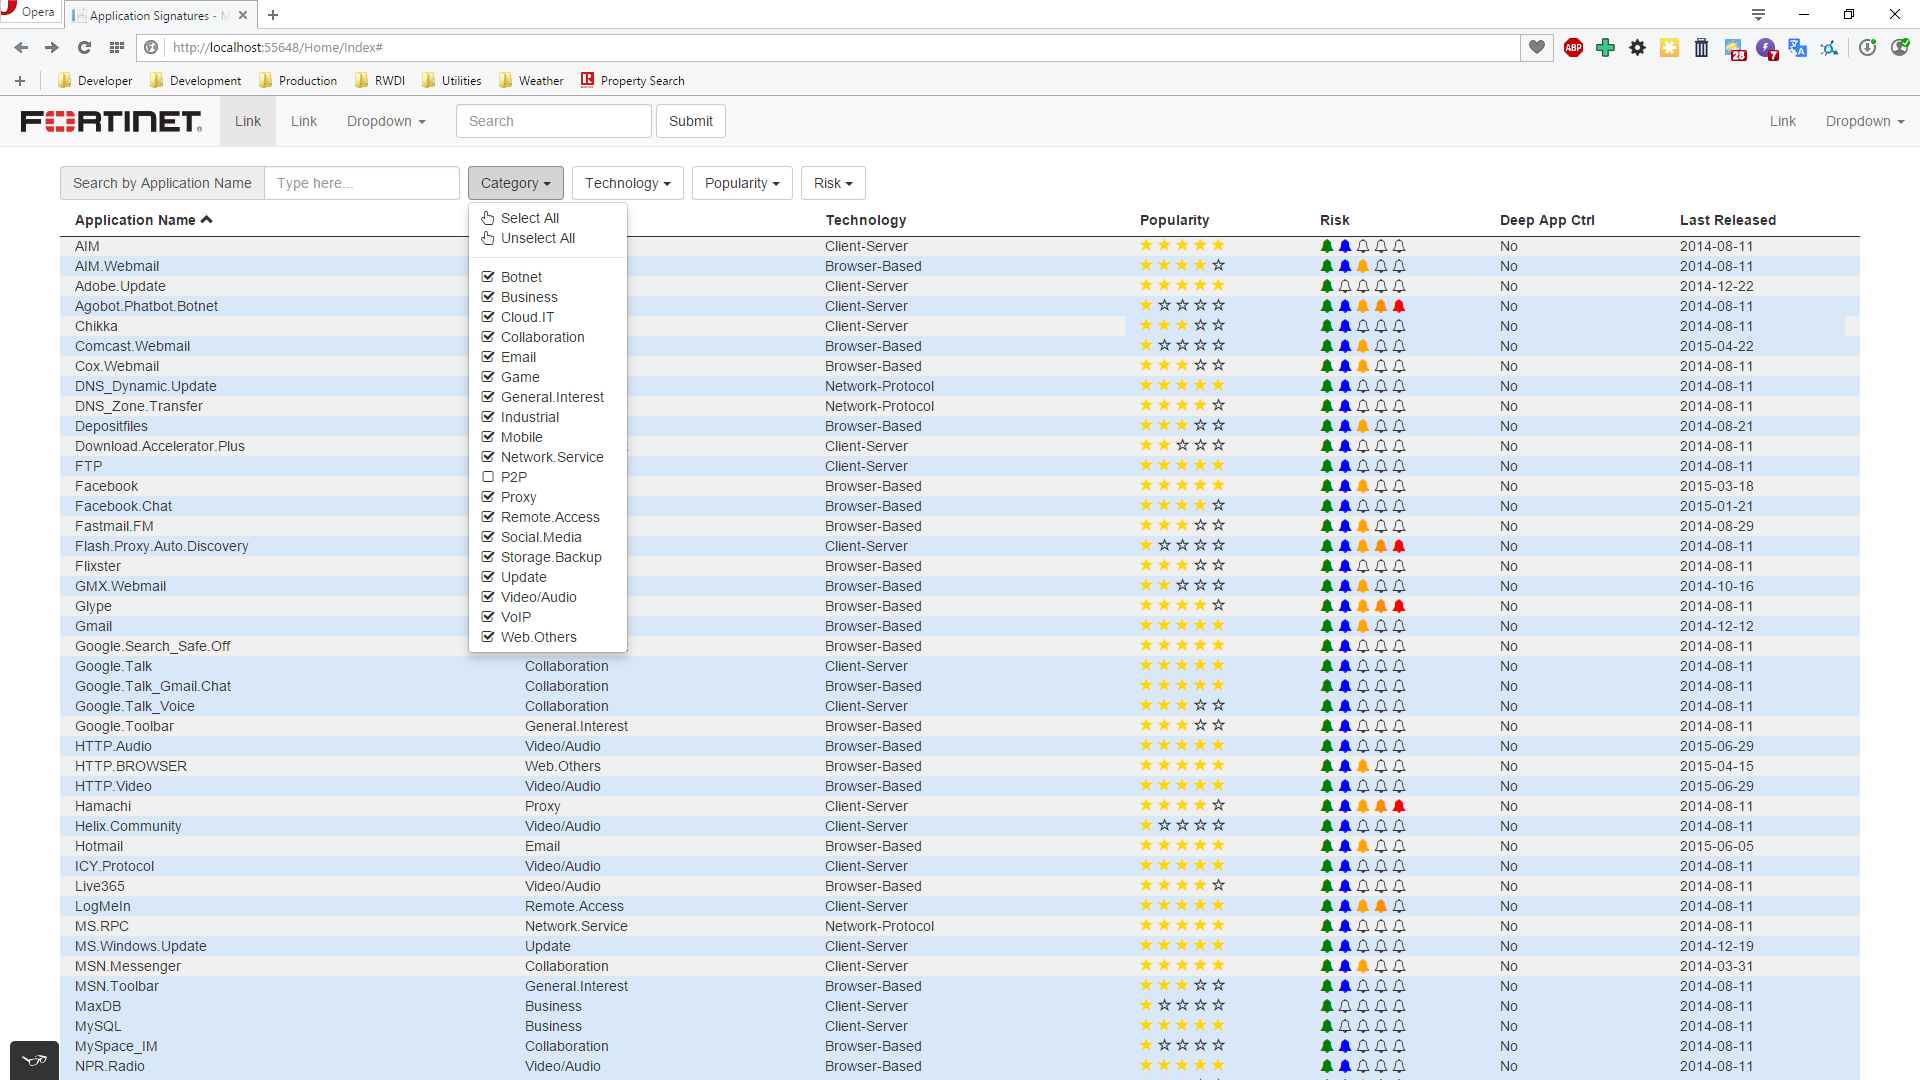 Opera
Application Signatures - M
http://localhost:55648/Home/Index#
ABP
28
7
Developer
Development
Production
RWDI
Utilities
Weather
Property Search
FORTINET
Link
Link
Dropdown
Search
Submit
Link
Dropdown
Search by Application Name
Type here...
Category
Technology
Popularity
Risk
Select All
Unselect All
Botnet
Business
Cloud.IT
Collaboration
Email
Game
General.Interest
Industrial
Mobile
Network.Service
P2P
Proxy
Remote.Access
Social.Media
Storage.Backup
Update
Video/Audio
VoIP
Web.Others
Application Name Technology Popularity Risk Deep App Ctrl Last Released
AIM Client-Server No 2014-08-11
AIM.Webmail Browser-Based No 2014-08-11
Adobe.Update Client-Server No 2014-12-22
Agobot.Phatbot.Botnet Client-Server No 2014-08-11
Chikka Client-Server No 2014-08-11
Comcast.Webmail Browser-Based No 2015-04-22
Cox.Webmail Browser-Based No 2014-08-11
DNS_Dynamic.Update Network-Protocol No 2014-08-11
DNS_Zone.Transfer Network-Protocol No 2014-08-11
Depositfiles Browser-Based No 2014-08-21
Download.Accelerator.Plus Client-Server No 2014-08-11
FTP Client-Server No 2014-08-11
Facebook Browser-Based No 2015-03-18
Facebook.Chat Browser-Based No 2015-01-21
Fastmail.FM Browser-Based No 2014-08-29
Flash.Proxy.Auto.Discovery Client-Server No 2014-08-11
Flixster Browser-Based No 2014-08-11
GMX.Webmail Browser-Based No 2014-10-16
Glype Browser-Based No 2014-08-11
Gmail Browser-Based No 2014-12-12
Google.Search_Safe.Off Browser-Based No 2014-08-11
Google.Talk Collaboration Client-Server No 2014-08-11
Google.Talk_Gmail.Chat Collaboration Browser-Based No 2014-08-11
Google.Talk_Voice Collaboration Client-Server No 2014-08-11
Google.Toolbar General.Interest Browser-Based No 2014-08-11
HTTP.Audio Video/Audio Browser-Based No 2015-06-29
HTTP.BROWSER Web.Others Browser-Based No 2015-04-15
HTTP.Video Video/Audio Browser-Based No 2015-06-29
Hamachi Proxy Client-Server No 2014-08-11
Helix.Community Video/Audio Client-Server No 2014-08-11
Hotmail Email Browser-Based No 2015-06-05
ICY.Protocol Video/Audio Client-Server No 2014-08-11
Live365 Video/Audio Browser-Based No 2014-08-11
LogMeIn Remote.Access Client-Server No 2014-08-11
MS.RPC Network.Service Network-Protocol No 2014-08-11
MS.Windows.Update Update Client-Server No 2014-12-19
MSN.Messenger Collaboration Client-Server No 2014-03-31
MSN.Toolbar General.Interest Browser-Based No 2014-08-11
MaxDB Business Client-Server No 2014-08-11
MySQL Business Client-Server No 2014-08-11
MySpace_IM Collaboration Browser-Based No 2014-08-11
NPR.Radio Video/Audio Browser-Based No 2014-08-11